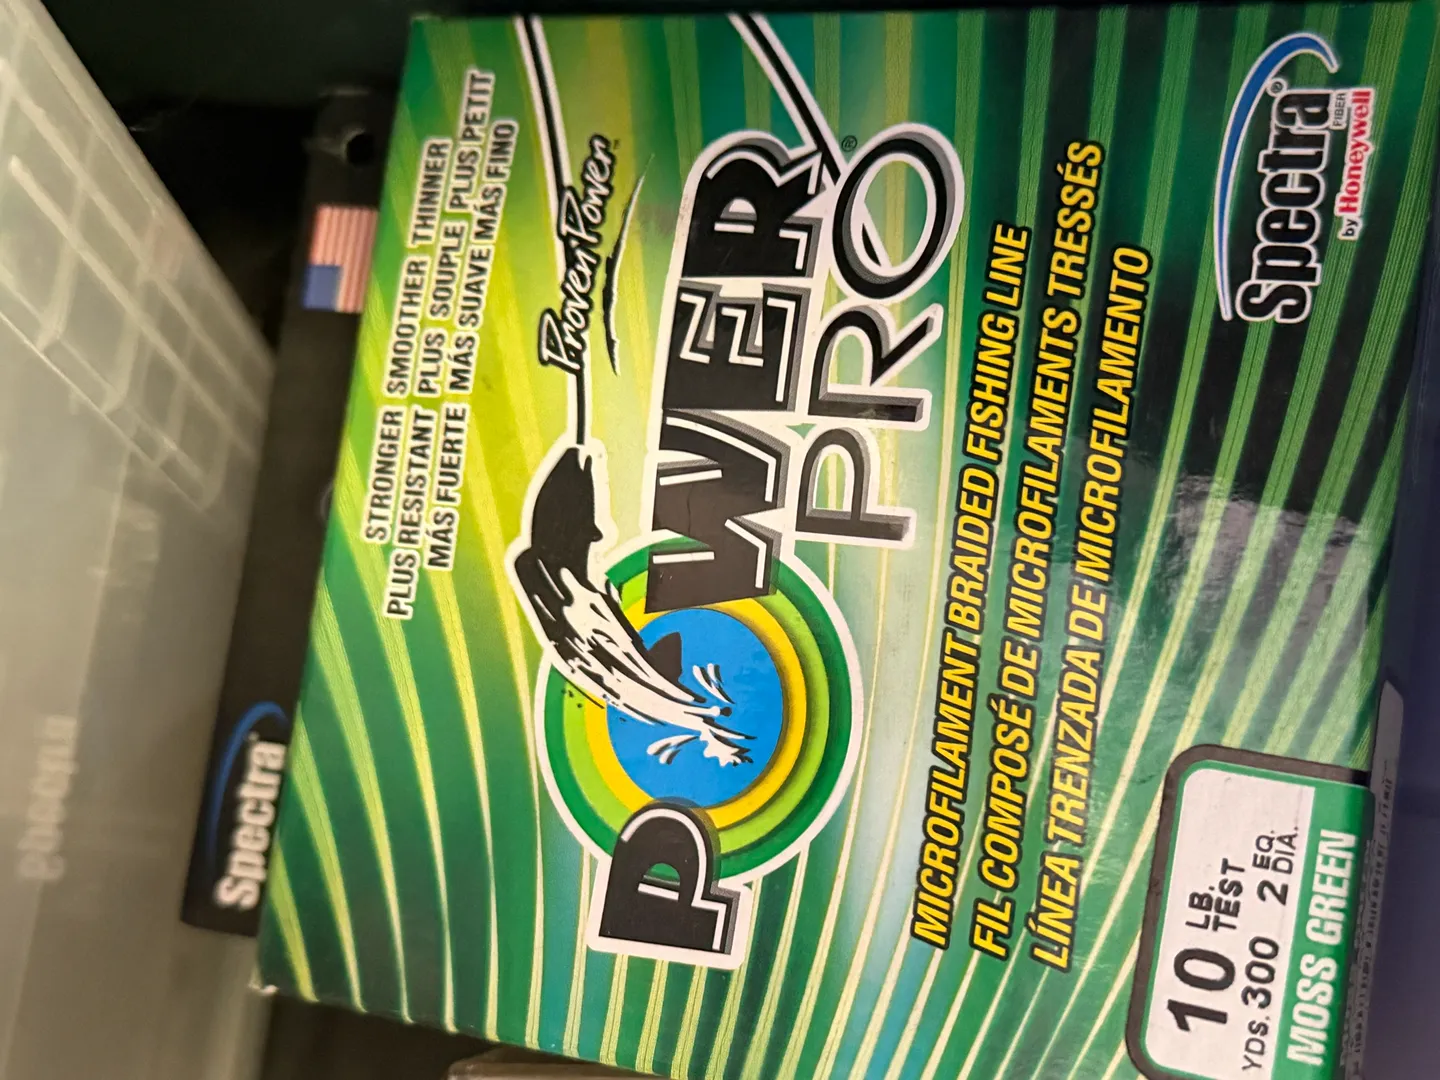 STRONGER SMOOTHER THINNER
PLUS RESISTANT PLUS SOUPLE PLUS PETIT
MÁS FUERTE MÁS SUAVE MÁS FINO
Proven Power™
POWER
PRO®
MICROFILAMENT BRAIDED FISHING LINE
FIL COMPOSÉ DE MICROFILAMENTS TRESSÉS
LÍNEA TRENZADA DE MICROFILAMENTO
Spectra®
FIBER
by Honeywell
10 LB. TEST
YDS. 300 2 EQ. DIA.
MOSS GREEN
Spectra